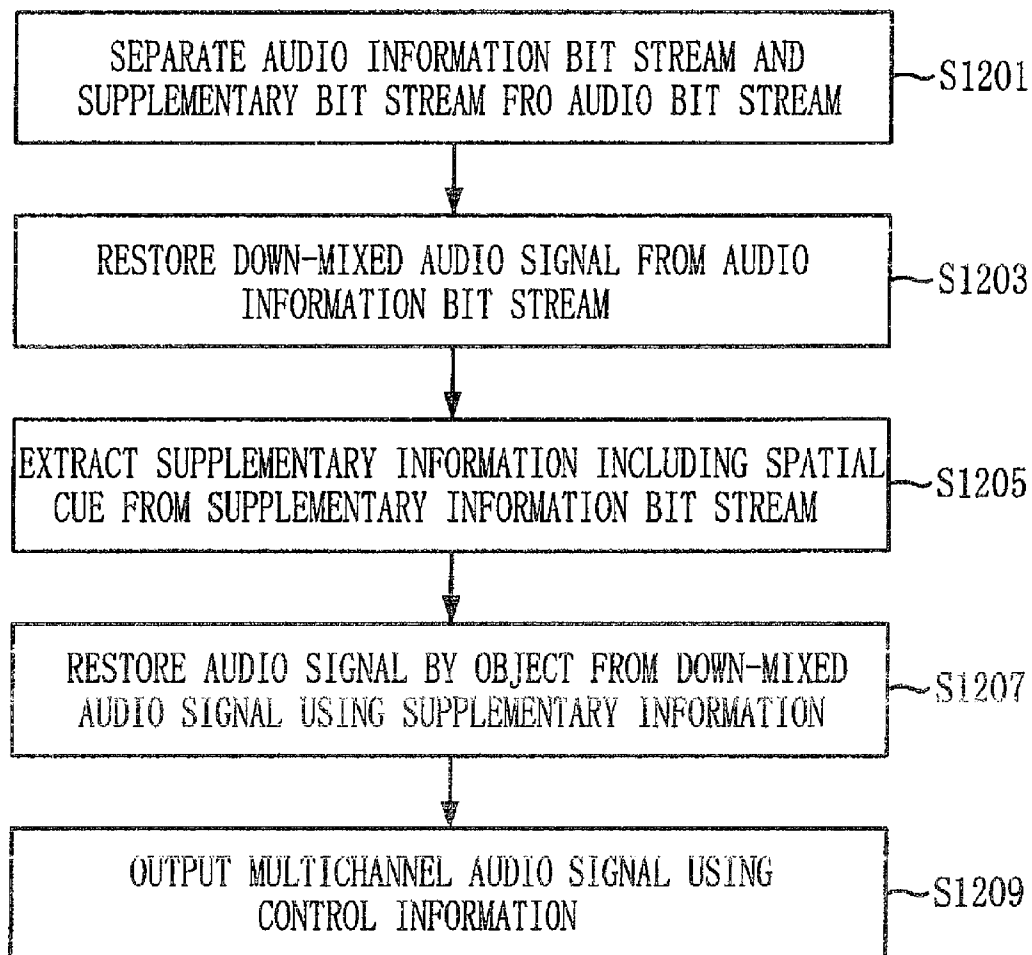 SEPARATE AUDIO INFORMATION BIT STREAM AND
SUPPLEMENTARY BIT STREAM FRO AUDIO BIT STREAM
S1201
RESTORE DOWN-MIXED AUDIO SIGNAL FROM AUDIO
INFORMATION BIT STREAM
S1203
EXTRACT SUPPLEMENTARY INFORMATION INCLUDING SPATIAL
CUE FROM SUPPLEMENTARY INFORMATION BIT STREAM
S1205
RESTORE AUDIO SIGNAL BY OBJECT FROM DOWN-MIXED
AUDIO SIGNAL USING SUPPLEMENTARY INFORMATION
S1207
OUTPUT MULTICHANNEL AUDIO SIGNAL USING
CONTROL INFORMATION
S1209